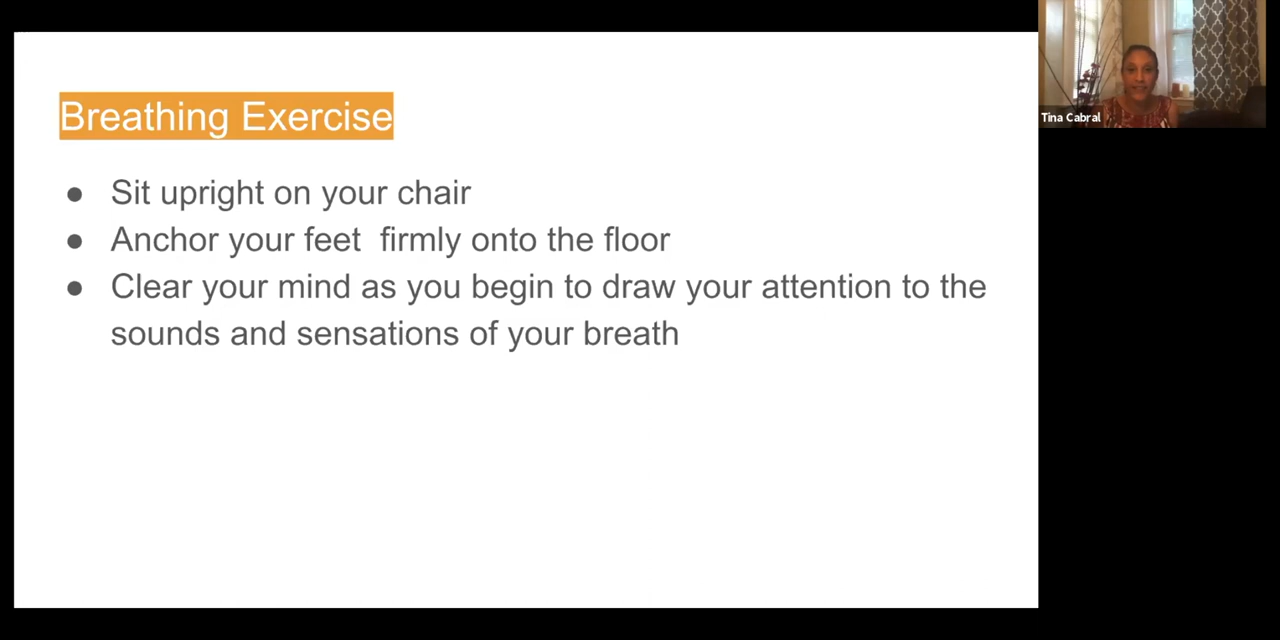 Breathing Exercise
● Sit upright on your chair
● Anchor your feet  firmly onto the floor
● Clear your mind as you begin to draw your attention to the
sounds and sensations of your breath
Tina Cabral